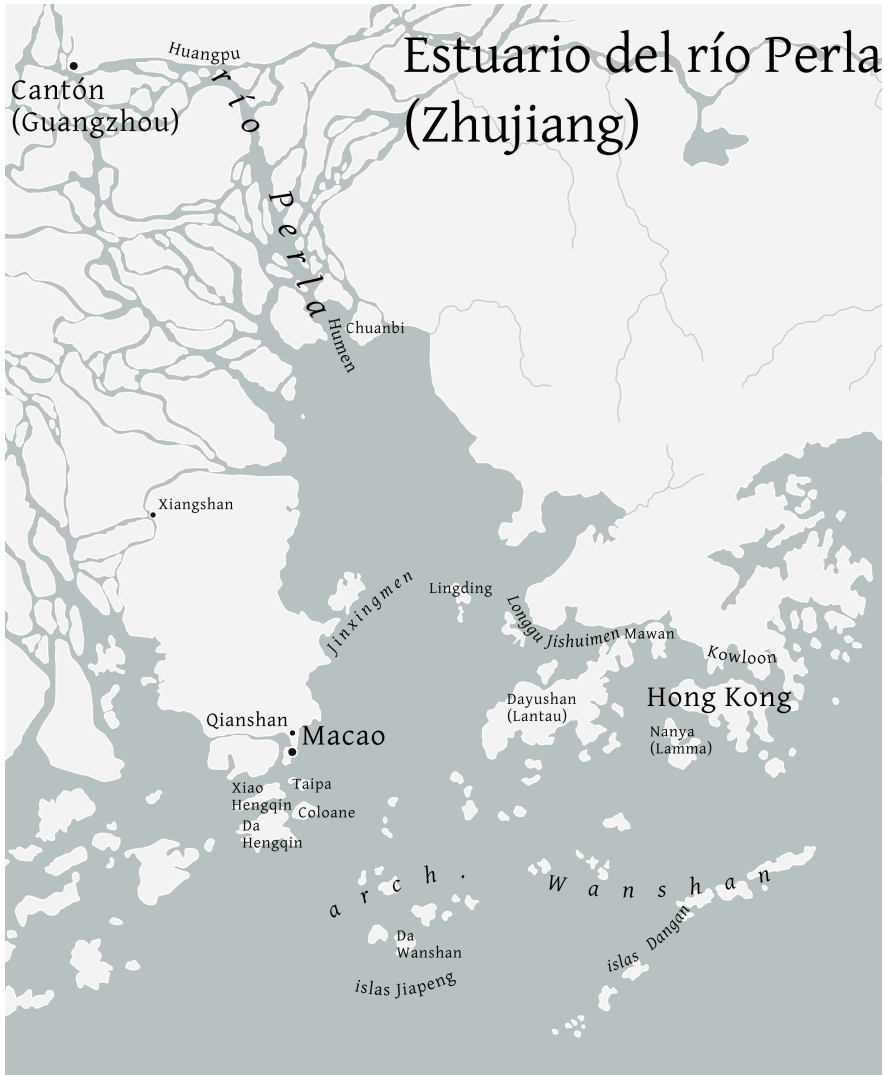 Estuario del río Perla
(Zhujiang)
Huangpu
Cantón
(Guangzhou)
río Perla
Humen
Chuanbi
Xiangshan
Jinxingmen
Lingding
Longgu
Jishuimen
Mawan
Kowloon
Dayushan
(Lantau)
Hong Kong
Nanya
(Lamma)
Qianshan
Macao
Xiao
Hengqin
Taipa
Coloane
Da
Hengqin
arch. Wanshan
Da
Wanshan
islas Dangan
islas Jiapeng